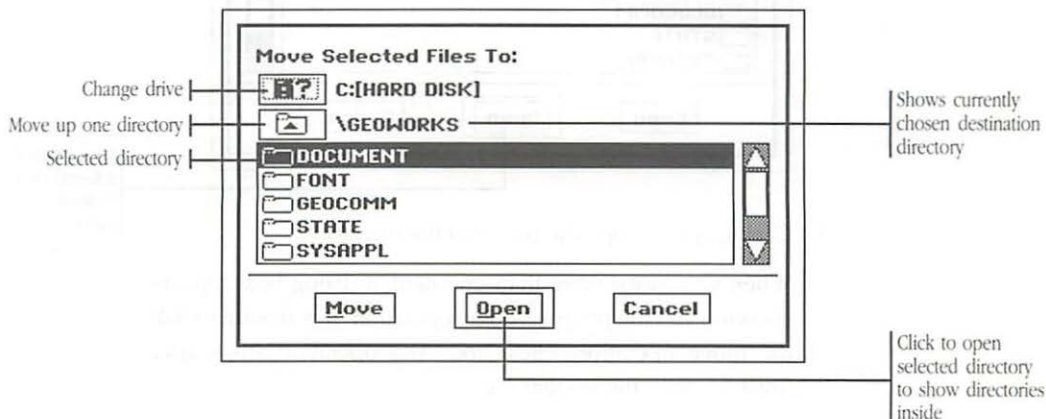 Move Selected Files To:
Change drive
C:[HARD DISK]
Move up one directory
\GEOWORKS
Shows currently
chosen destination
directory
Selected directory
DOCUMENT
FONT
GEOCOMM
STATE
SYSAPPL
Move
Open
Cancel
Click to open
selected directory
to show directories
inside